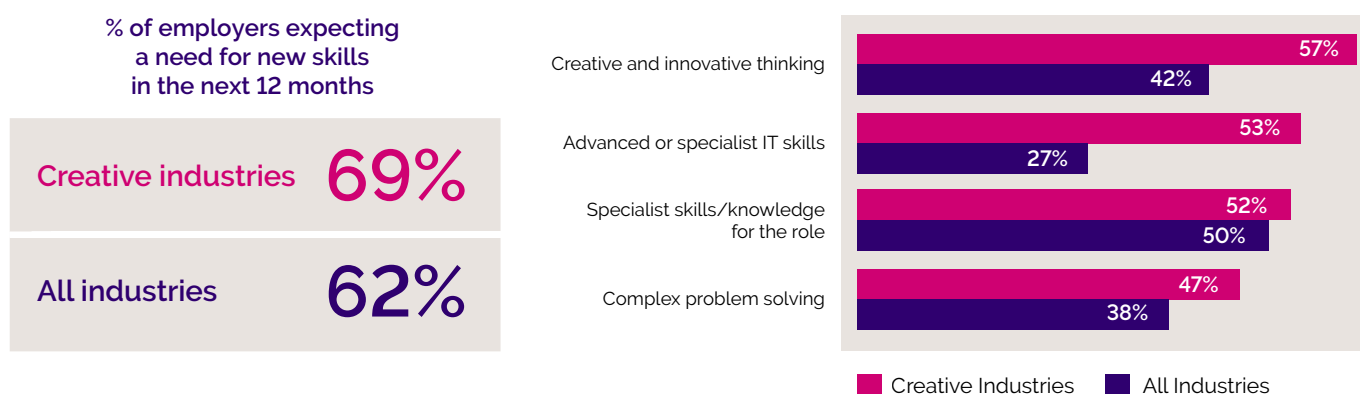 % of employers expecting
a need for new skills
in the next 12 months
Creative industries 69%
All industries 62%
Creative and innovative thinking
57%
42%
Advanced or specialist IT skills
53%
27%
Specialist skills/knowledge
for the role
52%
50%
Complex problem solving
47%
38%
Creative Industries All Industries